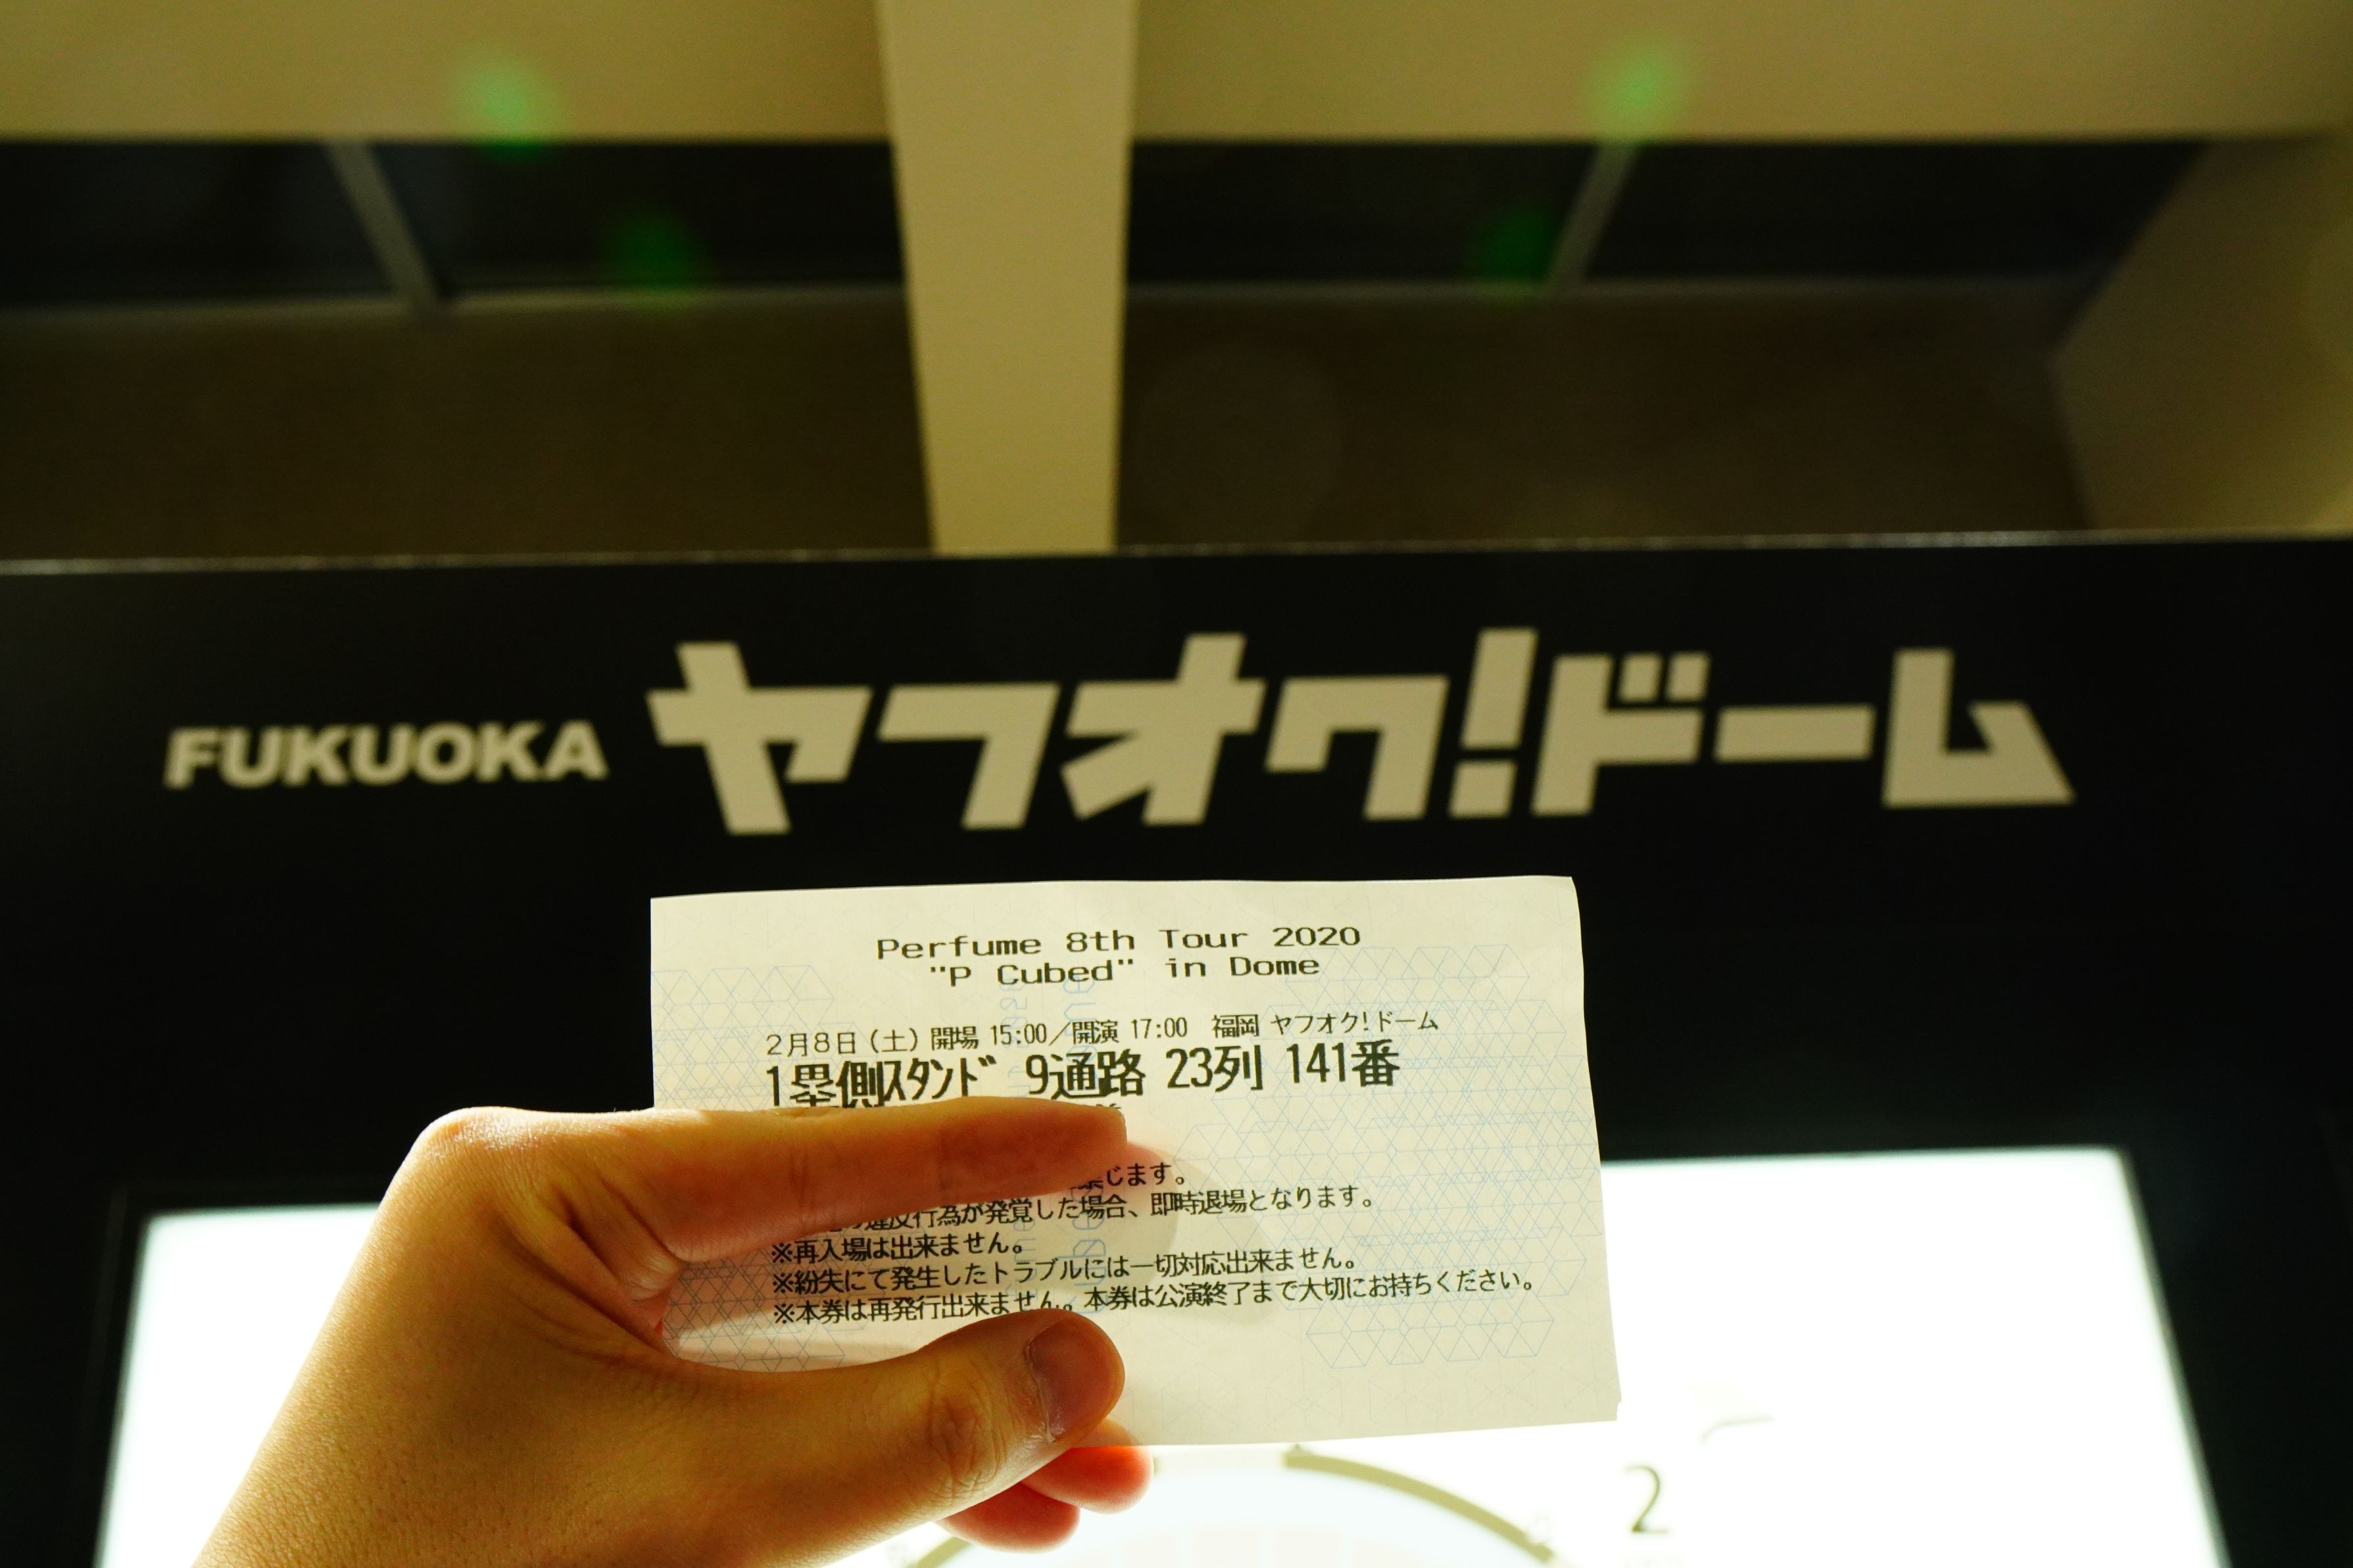 FUKUOKA ヤフオク!ドーム
Perfume 8th Tour 2020
"P Cubed" in Dome
2月8日（土）開場 15:00／開演 17:00 福岡 ヤフオク!ドーム
1塁側ｽﾀﾝﾄﾞ 9通路 23列 141番
禁じます。
違反行為が発覚した場合、即時退場となります。
※再入場は出来ません。
※紛失にて発生したトラブルには一切対応出来ません。
※本券は再発行出来ません。本券は公演終了まで大切にお持ちください。
2